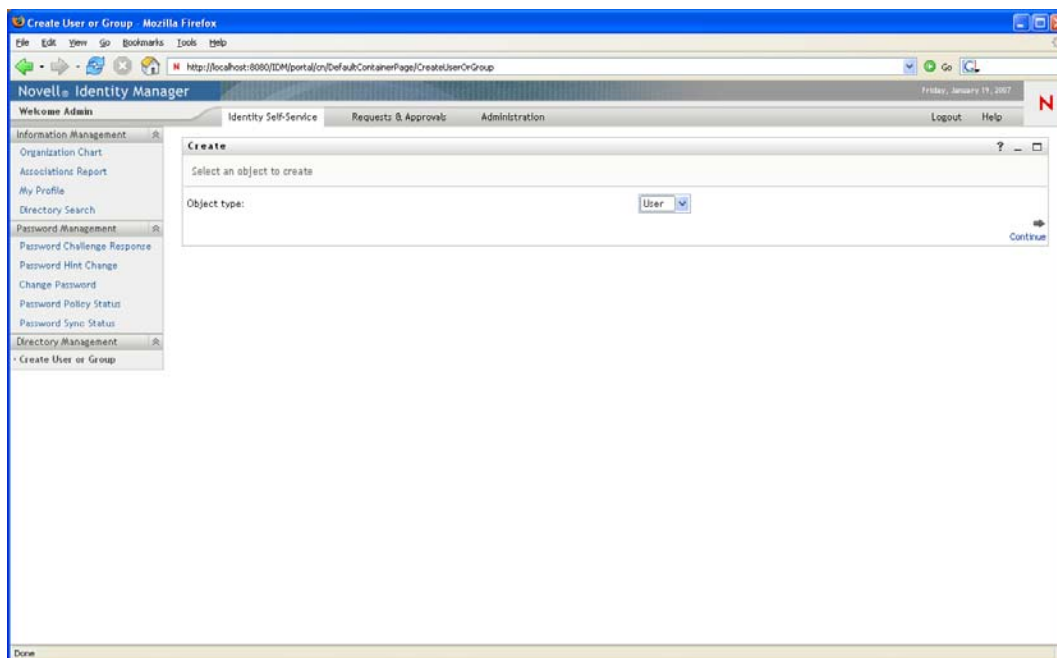 Create User or Group - Mozilla Firefox
File Edit View Go Bookmarks Tools Help
N http://localhost:8080/IDM/portal/cn/DefaultContainerPage/CreateUserOrGroup Go G
Novell® Identity Manager Friday, January 19, 2007
Welcome Admin Identity Self-Service Requests & Approvals Administration Logout Help N
Information Management
Organization Chart
Associations Report
My Profile
Directory Search
Password Management
Password Challenge Response
Password Hint Change
Change Password
Password Policy Status
Password Sync Status
Directory Management
· Create User or Group
Create ?
Select an object to create
Object type: User
Continue
Done